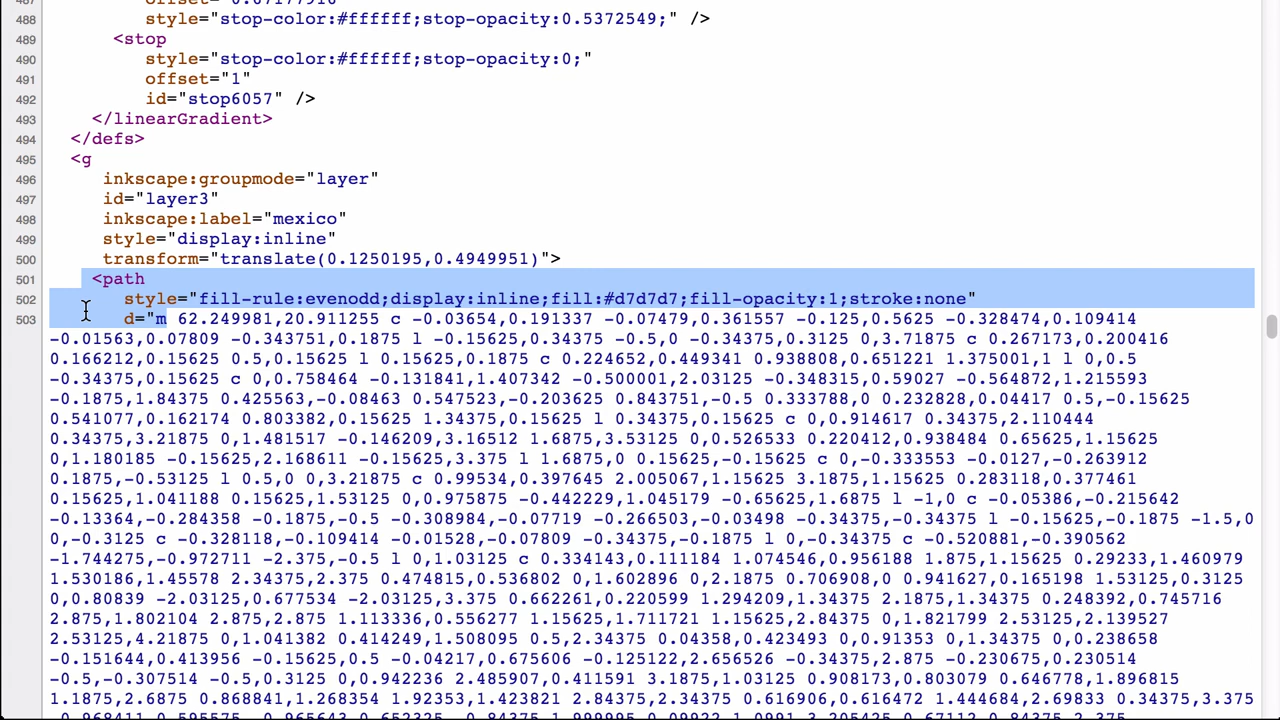 488 style="stop-color:#ffffff;stop-opacity:0.5372549;" />
489 <stop
490 style="stop-color:#ffffff;stop-opacity:0;"
491 offset="1"
492 id="stop6057" />
493 </linearGradient>
494 </defs>
495 <g
496 inkscape:groupmode="layer"
497 id="layer3"
498 inkscape:label="mexico"
499 style="display:inline"
500 transform="translate(0.1250195,0.4949951)">
501 <path
502 style="fill-rule:evenodd;display:inline;fill:#d7d7d7;fill-opacity:1;stroke:none"
503 d="m 62.249981,20.911255 c -0.03654,0.191337 -0.07479,0.361557 -0.125,0.5625 -0.328474,0.109414
-0.01563,0.07809 -0.343751,0.1875 l -0.15625,0.34375 -0.5,0 -0.34375,0.3125 0,3.71875 c 0.267173,0.200416
0.166212,0.15625 0.5,0.15625 l 0.15625,0.1875 c 0.224652,0.449341 0.938808,0.651221 1.375001,1 l 0,0.5
-0.34375,0.15625 c 0,0.758464 -0.131841,1.407342 -0.500001,2.03125 -0.348315,0.59027 -0.564872,1.215593
-0.1875,1.84375 0.425563,-0.08463 0.547523,-0.203625 0.843751,-0.5 0.333788,0 0.232828,0.04417 0.5,-0.15625
0.541077,0.162174 0.803382,0.15625 1.34375,0.15625 l 0.34375,0.15625 c 0,0.914617 0.34375,2.110444
0.34375,3.21875 0,1.481517 -0.146209,3.16512 1.6875,3.53125 0,0.526533 0.220412,0.938484 0.65625,1.15625
0,1.180185 -0.15625,2.168611 -0.15625,3.375 l 1.6875,0 0.15625,-0.15625 c 0,-0.333553 -0.0127,-0.263912
0.1875,-0.53125 l 0.5,0 0,3.21875 c 0.99534,0.397645 2.005067,1.15625 3.1875,1.15625 0.283118,0.377461
0.15625,1.041188 0.15625,1.53125 0,0.975875 -0.442229,1.045179 -0.65625,1.6875 l -1,0 c -0.05386,-0.215642
-0.13364,-0.284358 -0.1875,-0.5 -0.308984,-0.07719 -0.266503,-0.03498 -0.34375,-0.34375 l -0.15625,-0.1875 -1.5,0
0,-0.3125 c -0.328118,-0.109414 -0.01528,-0.07809 -0.34375,-0.1875 l 0,-0.34375 c -0.520881,-0.390562
-1.744275,-0.972711 -2.375,-0.5 l 0,1.03125 c 0.334143,0.111184 1.074546,0.956188 1.875,1.15625 0.29233,1.460979
1.530186,1.45578 2.34375,2.375 0.474815,0.536802 0,1.602896 0,2.1875 0.706908,0 0.941627,0.165198 1.53125,0.3125
0,0.80839 -2.03125,0.677534 -2.03125,3.375 0.662261,0.220599 1.294209,1.34375 2.1875,1.34375 0.248392,0.745716
2.875,1.802104 2.875,2.875 1.113336,0.556277 1.15625,1.711721 1.15625,2.84375 0,1.821799 2.53125,2.139527
2.53125,4.21875 0,1.041382 0.414249,1.508095 0.5,2.34375 0.04358,0.423493 0,0.91353 0,1.34375 0,0.238658
-0.151644,0.413956 -0.15625,0.5 -0.04217,0.675606 -0.125122,2.656526 -0.34375,2.875 -0.230675,0.230514
-0.5,-0.307514 -0.5,0.3125 0,0.942236 2.485907,0.411591 3.1875,1.03125 0.908173,0.803079 0.646778,1.896815
1.1875,2.6875 0.868841,1.268354 1.92353,1.423821 2.84375,2.34375 0.616906,0.616472 1.444684,2.69833 0.34375,3.375